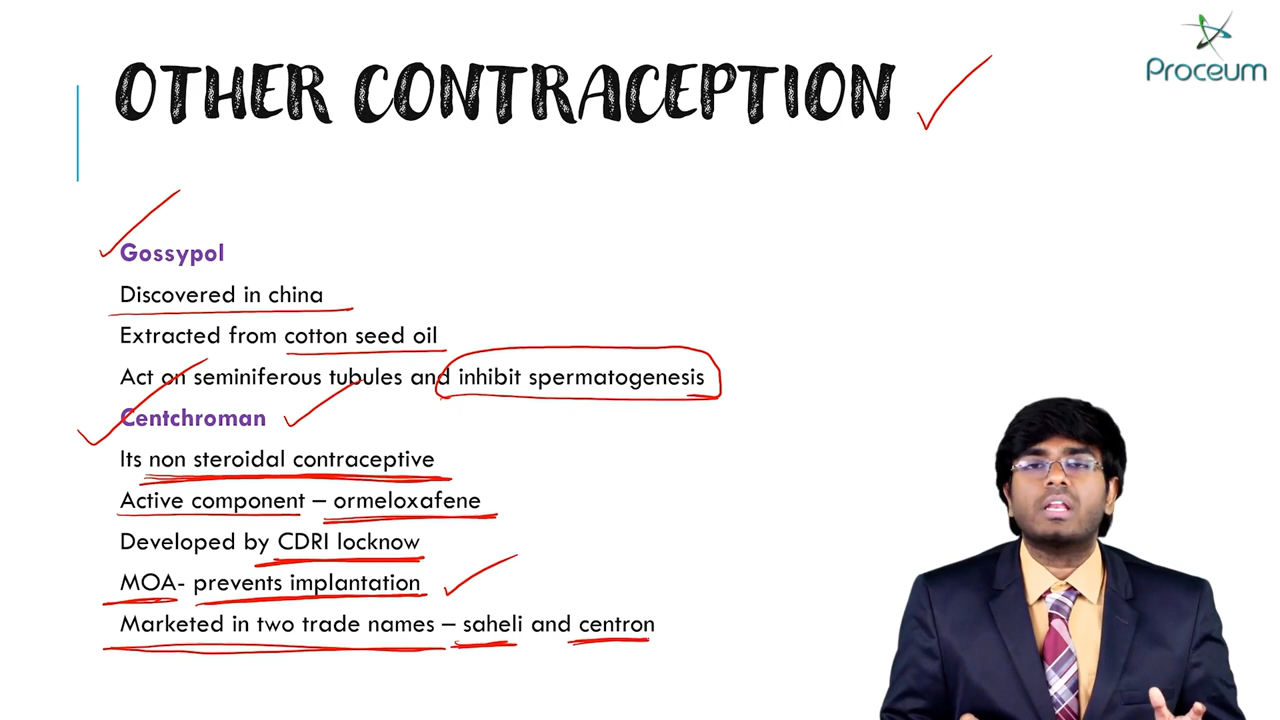 Proceum
OTHER CONTRACEPTION
Gossypol
Discovered in china
Extracted from cotton seed oil
Act on seminiferous tubules and inhibit spermatogenesis
Centchroman
Its non steroidal contraceptive
Active component – ormeloxafene
Developed by CDRI locknow
MOA- prevents implantation
Marketed in two trade names – saheli and centron